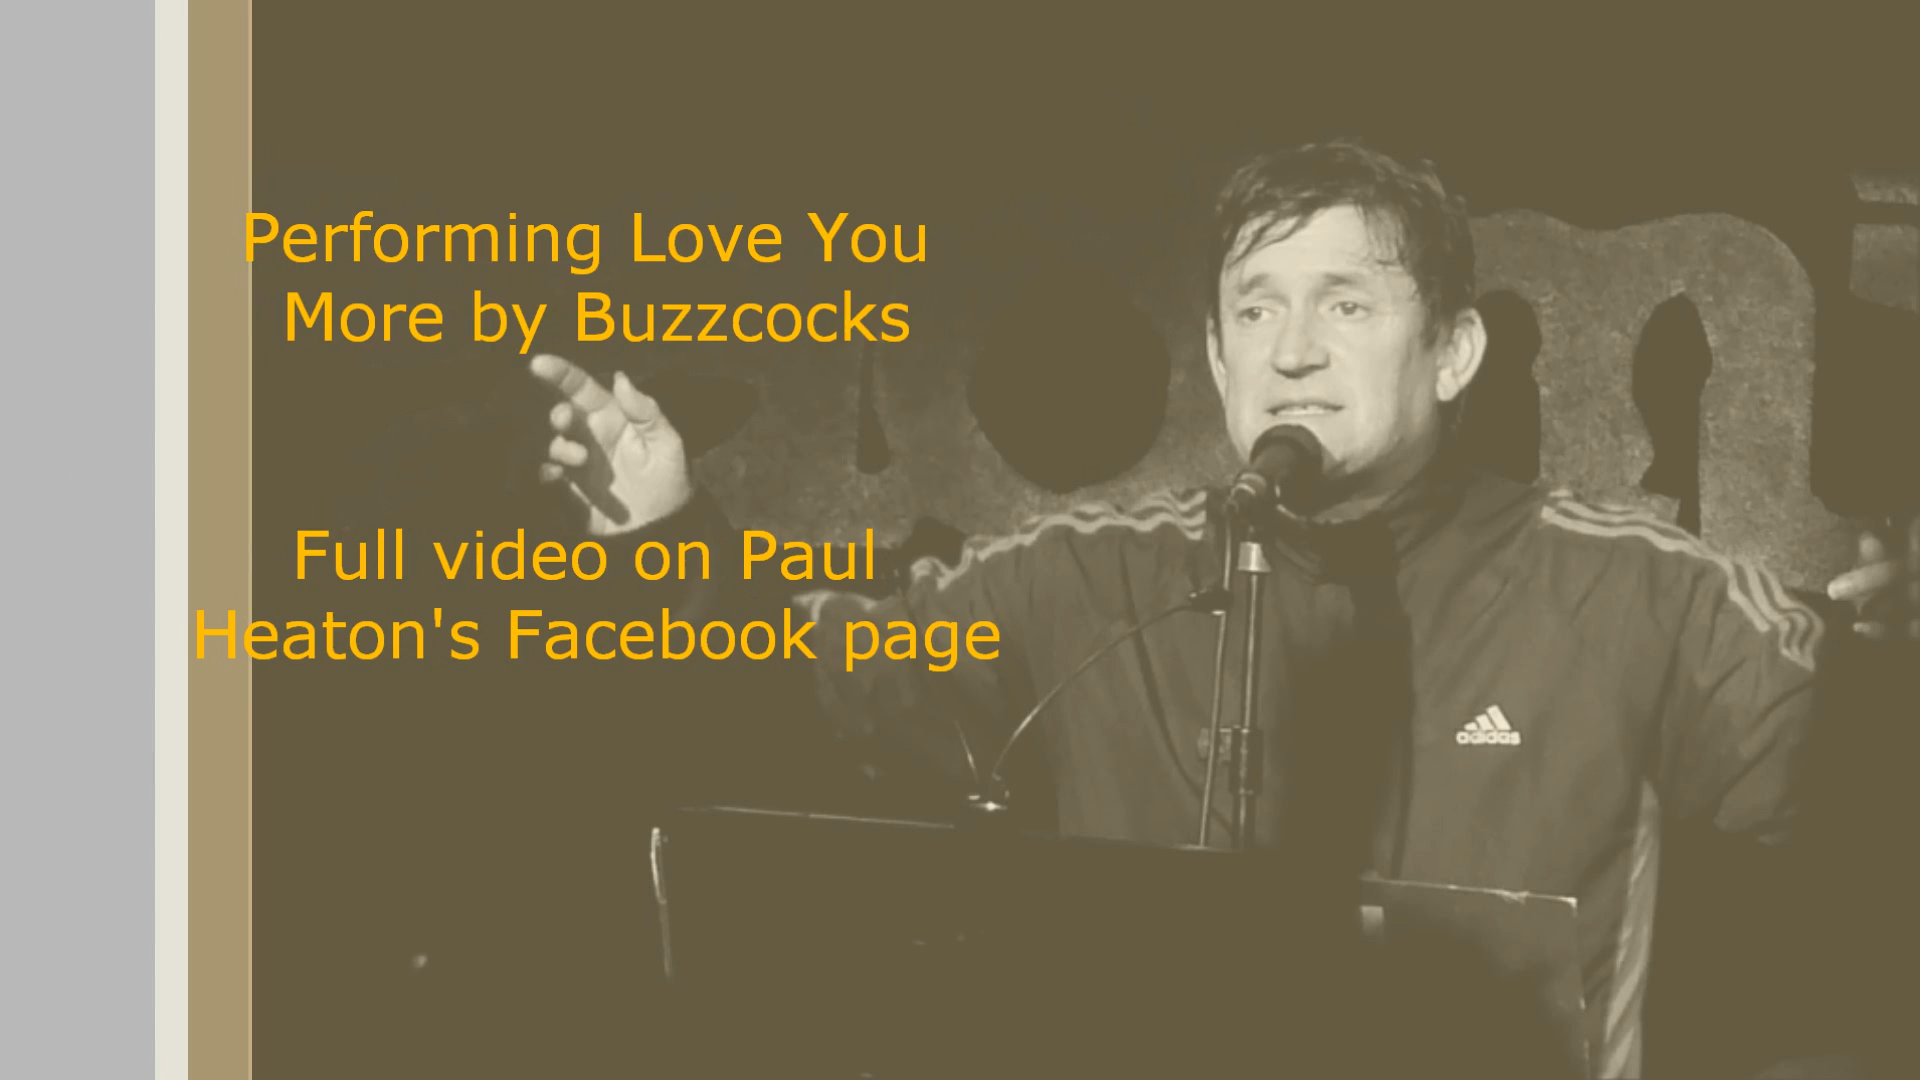 Performing Love You
More by Buzzcocks
Full video on Paul
Heaton's Facebook page
adidas